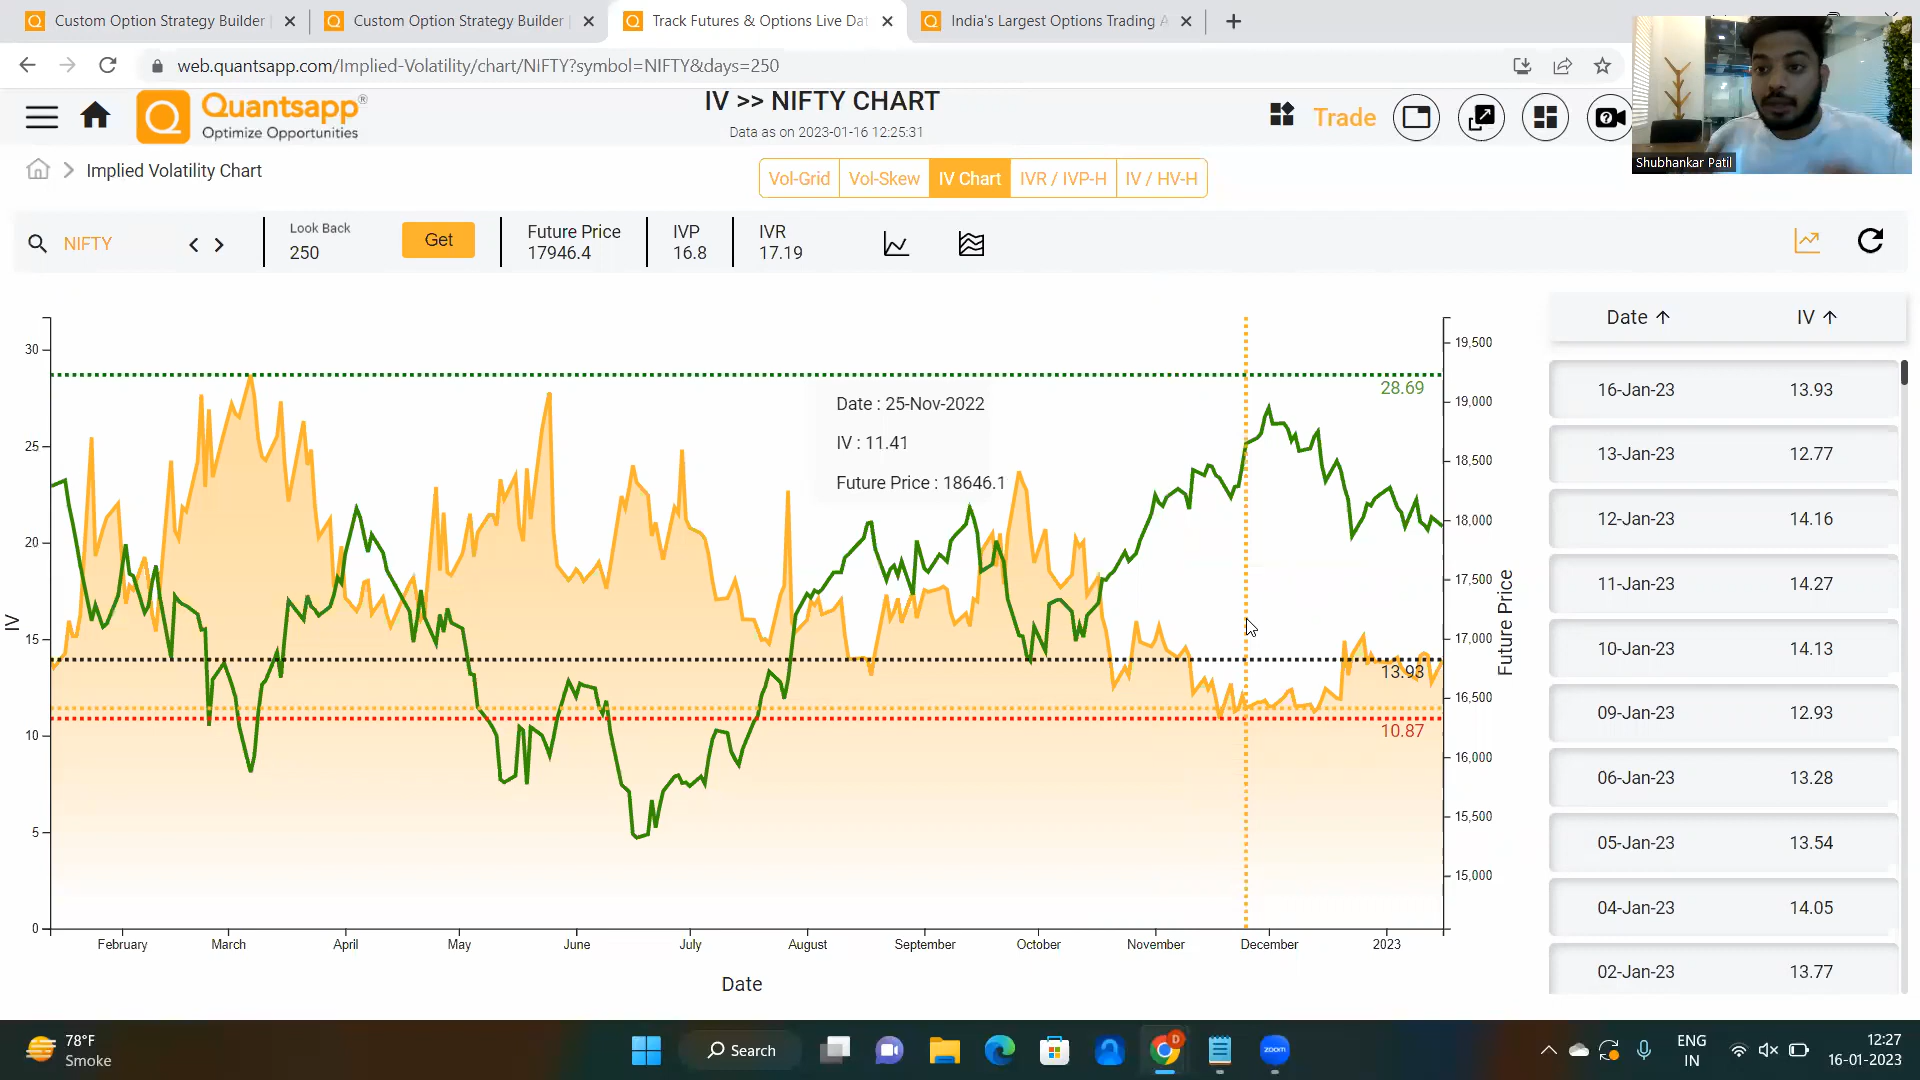 Custom Option Strategy Builder
Custom Option Strategy Builder
Track Futures & Options Live Dat
India's Largest Options Trading A
web.quantsapp.com/Implied-Volatility/chart/NIFTY?symbol=NIFTY&days=250
Quantsapp®
Optimize Opportunities
IV >> NIFTY CHART
Data as on 2023-01-16 12:25:31
Trade
Shubhankar Patil
Implied Volatility Chart
Vol-Grid
Vol-Skew
IV Chart
IVR / IVP-H
IV / HV-H
NIFTY
Look Back
250
Get
Future Price
17946.4
IVP
16.8
IVR
17.19
Date
IV
30
25
20
15
10
5
0
IV
28.69
Date : 25-Nov-2022
IV : 11.41
Future Price : 18646.1
13.93
10.87
19,500
19,000
18,500
18,000
17,500
17,000
16,500
16,000
15,500
15,000
Future Price
February
March
April
May
June
July
August
September
October
November
December
2023
Date
16-Jan-23 13.93
13-Jan-23 12.77
12-Jan-23 14.16
11-Jan-23 14.27
10-Jan-23 14.13
09-Jan-23 12.93
06-Jan-23 13.28
05-Jan-23 13.54
04-Jan-23 14.05
02-Jan-23 13.77
78°F
Smoke
Search
zoom
ENG
IN
12:27
16-01-2023